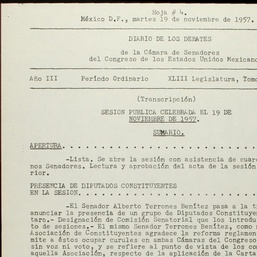 Hoja # 4.
México D.F., martes 19 de noviembre de 1957.
DIARIO DE LOS DEBATES
de la Cámara de Senadores
del Congreso de los Estados Unidos Mexicano
Año III Período Ordinario XLIII Legislatura, Tomo
(Transcripción)
SESION PUBLICA CELEBRADA EL 19 DE
NOVIEMBRE DE 1957.
SUMARIO.
APERTURA.
-Lista. Se abre la sesión con asistencia de cuare
nos Senadores. Lectura y aprobación del acta de la sesión
rior.
PRESENCIA DE DIPUTADOS CONSTITUYENTES
EN LA SESION.
-El Senador Alberto Terrones Benítez pasa a la t
anunciar la presencia de un grupo de Diputados Constituyen
tars.- Designación de Comisión Senatorial que los introdu
to de sesiones.- El mismo Senador Terrones Benítez, como
Asociación de Constituyentes agradece la reforma reglament
mite a éstos ocupar curules en ambas Cámaras del Congreso
sin voz ni voto, y se refiere al punto de vista de los co
aquella Asociación, respecto de la aplicación de la Carta